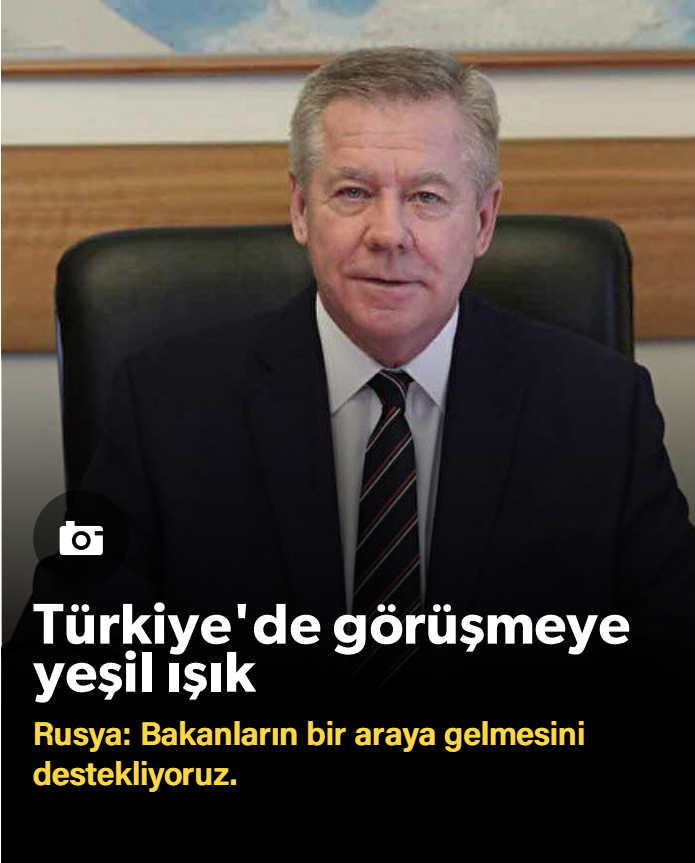 Türkiye'de görüşmeye
yeşil ışık
Rusya: Bakanların bir araya gelmesini
destekliyoruz.